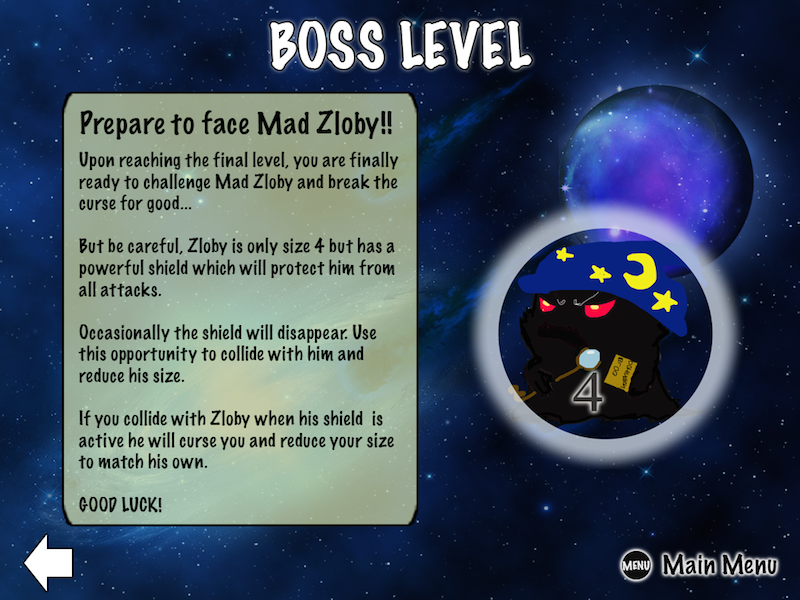 BOSS LEVEL
Prepare to face Mad Zloby!!
Upon reaching the final level, you are finally
ready to challenge Mad Zloby and break the
curse for good...
But be careful, Zloby is only size 4 but has a
powerful shield which will protect him from
all attacks.
Occasionally the shield will disappear. Use
this opportunity to collide with him and
reduce his size.
If you collide with Zloby when his shield is
active he will curse you and reduce your size
to match his own.
GOOD LUCK!
4
MENU Main Menu